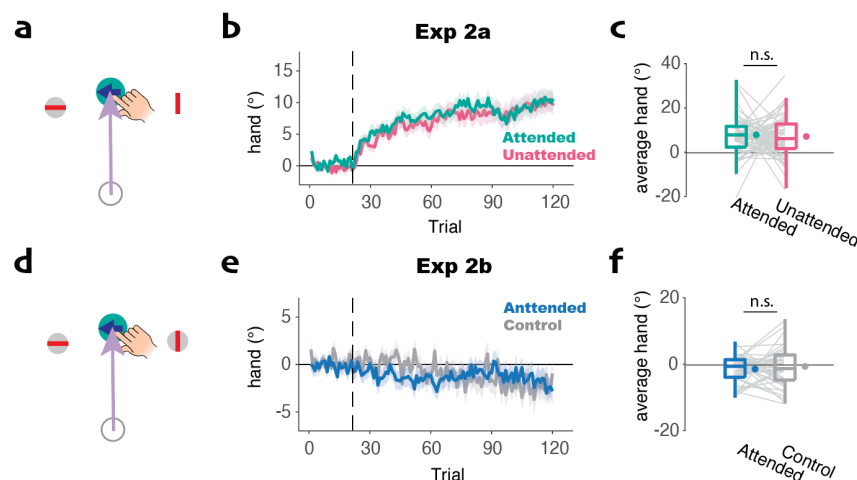 a
b
Exp 2a
c
hand (°)
15
10
5
0
Attended
Unattended
0
30
60
90
120
Trial
average hand (°)
40
20
0
-20
n.s.
Attended
Unattended
d
e
Exp 2b
f
hand (°)
5
0
-5
Anttended
Control
0
30
60
90
120
Trial
average hand (°)
20
0
-20
n.s.
Attended
Control